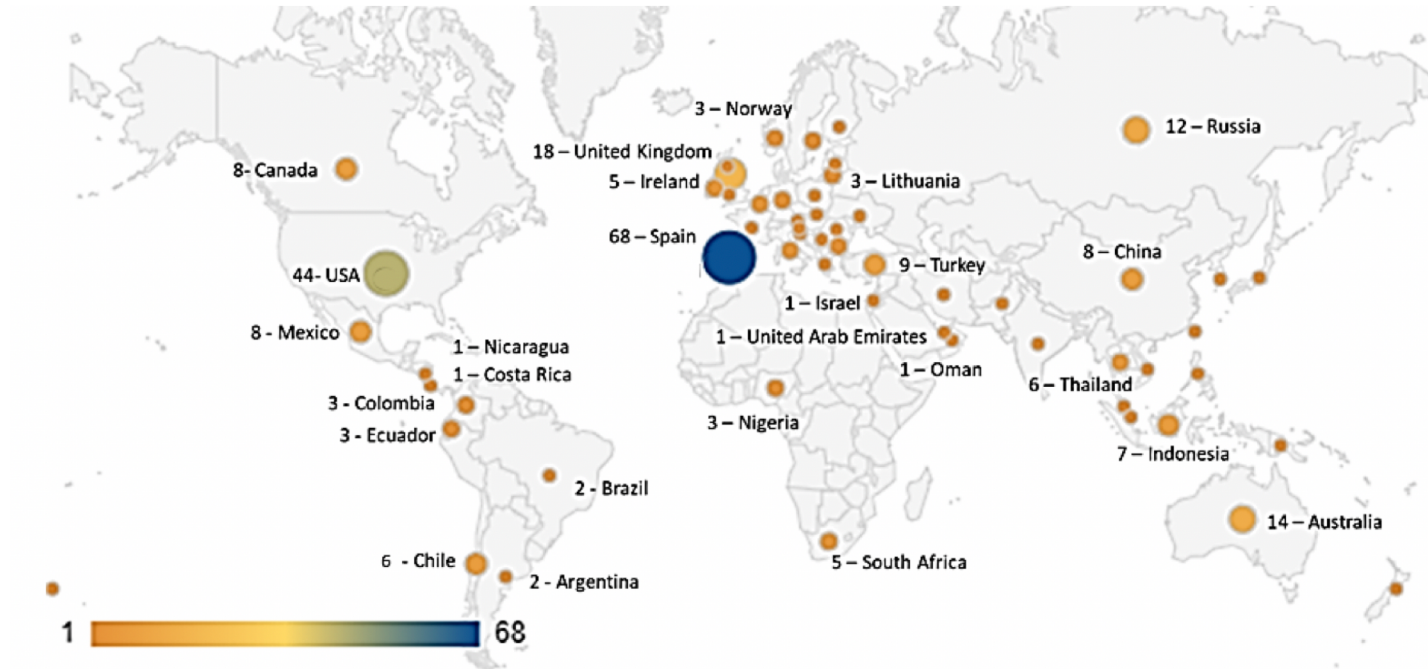 3 – Norway
12 – Russia
18 – United Kingdom
8- Canada
5 – Ireland
3 – Lithuania
68 – Spain
8 – China
44- USA
9 – Turkey
1 – Israel
8 - Mexico
1 – United Arab Emirates
1 – Nicaragua
1 – Oman
1 – Costa Rica
6 – Thailand
3 - Colombia
3 – Nigeria
3 - Ecuador
7 – Indonesia
2 - Brazil
14 – Australia
6 - Chile
5 – South Africa
2 - Argentina
1
68